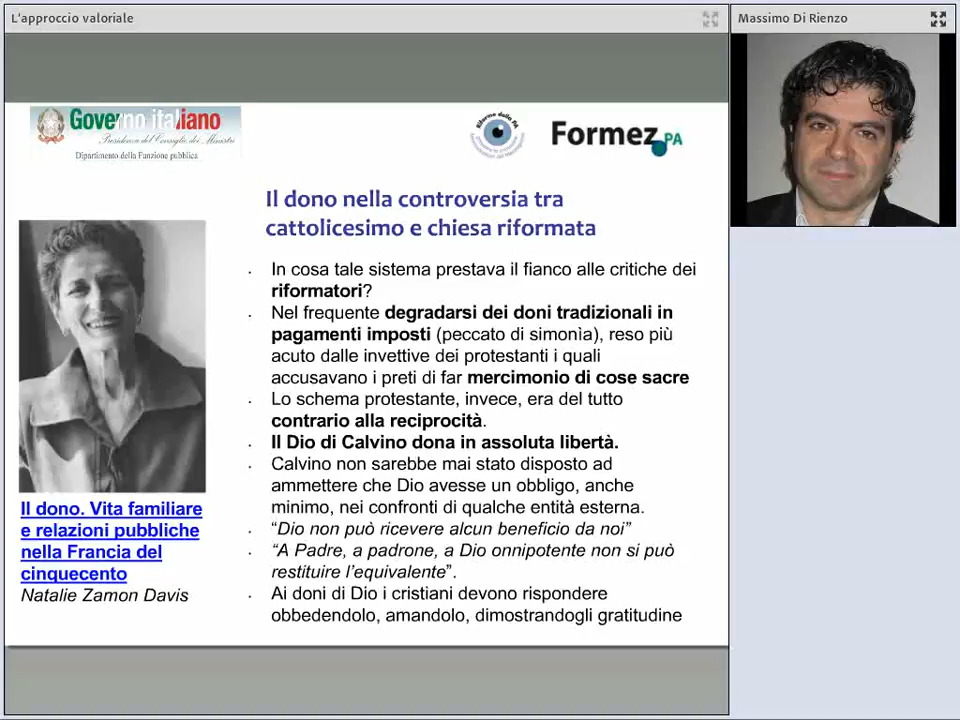 L'approccio valoriale
Massimo Di Rienzo
Governo italiano
Presidenza del Consiglio dei Ministri
Dipartimento della Funzione pubblica
Riforma della PA
Formez PA
Il dono nella controversia tra
cattolicesimo e chiesa riformata
In cosa tale sistema prestava il fianco alle critiche dei
riformatori?
Nel frequente degradarsi dei doni tradizionali in
pagamenti imposti (peccato di simonìa), reso più
acuto dalle invettive dei protestanti i quali
accusavano i preti di far mercimonio di cose sacre
Lo schema protestante, invece, era del tutto
contrario alla reciprocità.
Il Dio di Calvino dona in assoluta libertà.
Calvino non sarebbe mai stato disposto ad
ammettere che Dio avesse un obbligo, anche
minimo, nei confronti di qualche entità esterna.
“Dio non può ricevere alcun beneficio da noi”
“A Padre, a padrone, a Dio onnipotente non si può
restituire l’equivalente”.
Ai doni di Dio i cristiani devono rispondere
obbedendolo, amandolo, dimostrandogli gratitudine
Il dono. Vita familiare
e relazioni pubbliche
nella Francia del
cinquecento
Natalie Zamon Davis